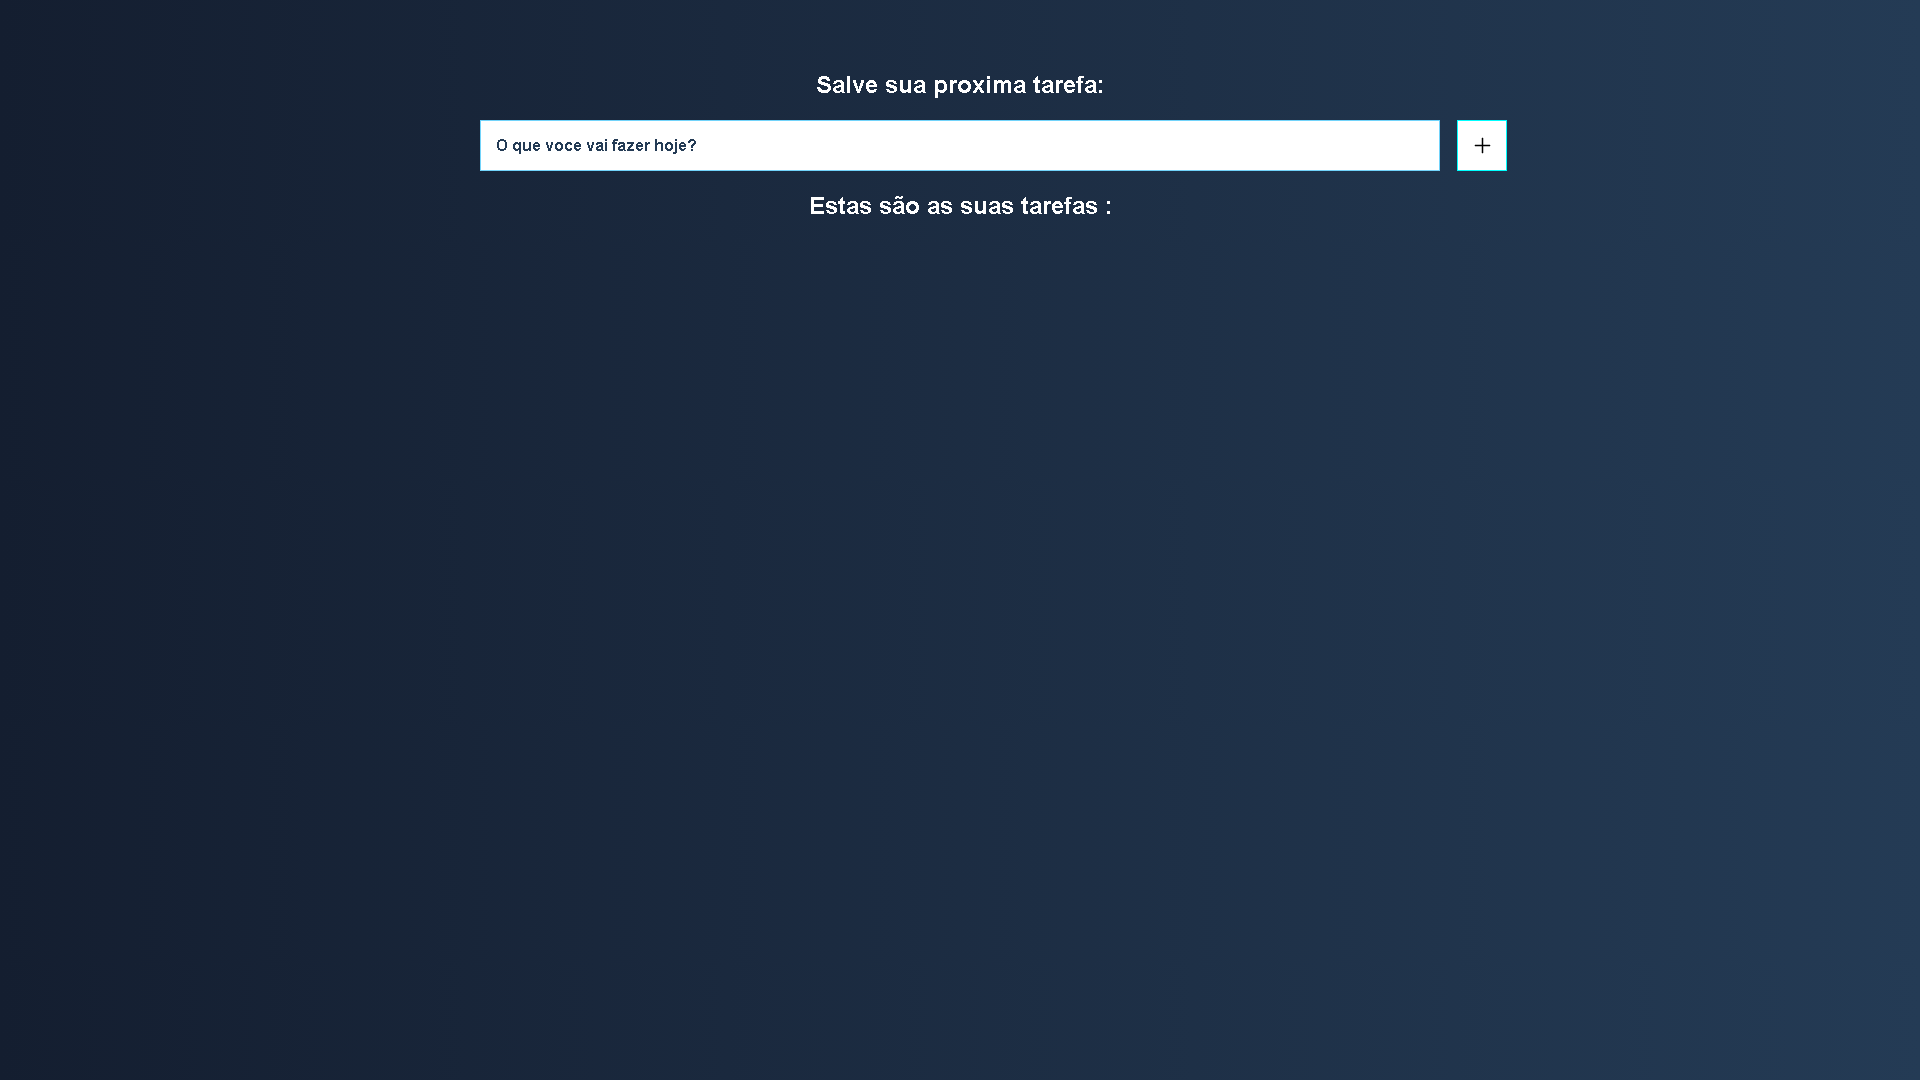 Salve sua proxima tarefa:
O que voce vai fazer hoje?
+
Estas são as suas tarefas :